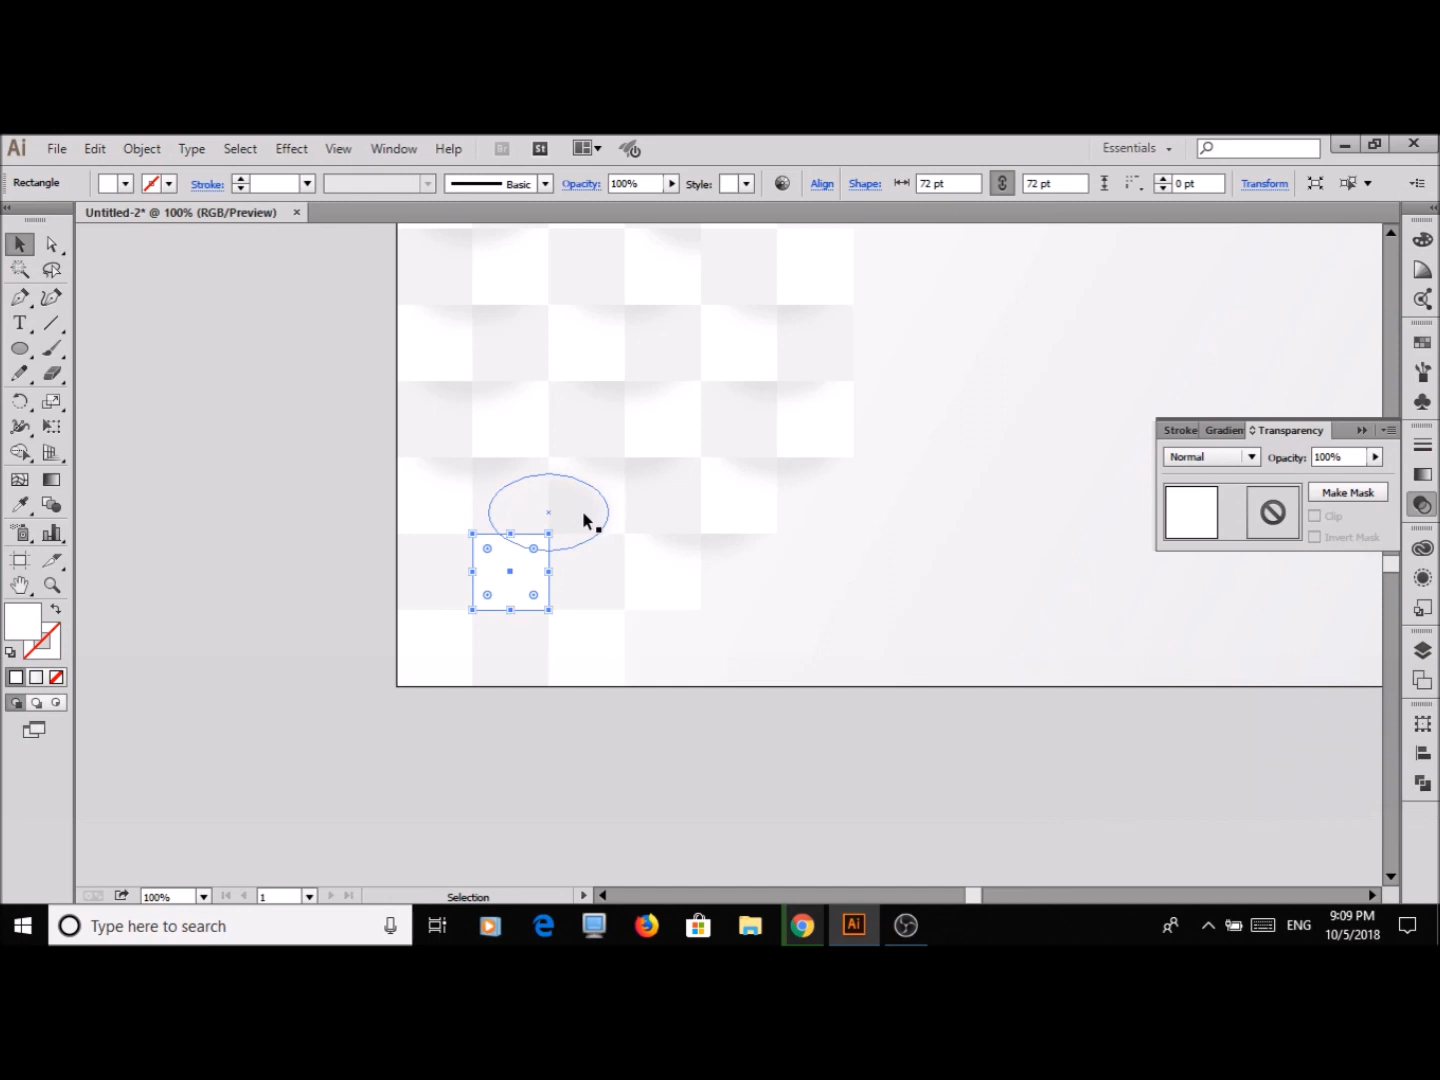 Ai File Edit Object Type Select Effect View Window Help Br St Essentials
Rectangle Stroke: Basic Opacity: 100% Style: Align Shape: 72 pt 72 pt 0 pt Transform
Untitled-2* @ 100% (RGB/Preview) ×
Stroke Gradien Transparency
Normal Opacity: 100%
Make Mask
Clip
Invert Mask
T
100% 1 Selection
Type here to search Ai ENG 9:09 PM
10/5/2018